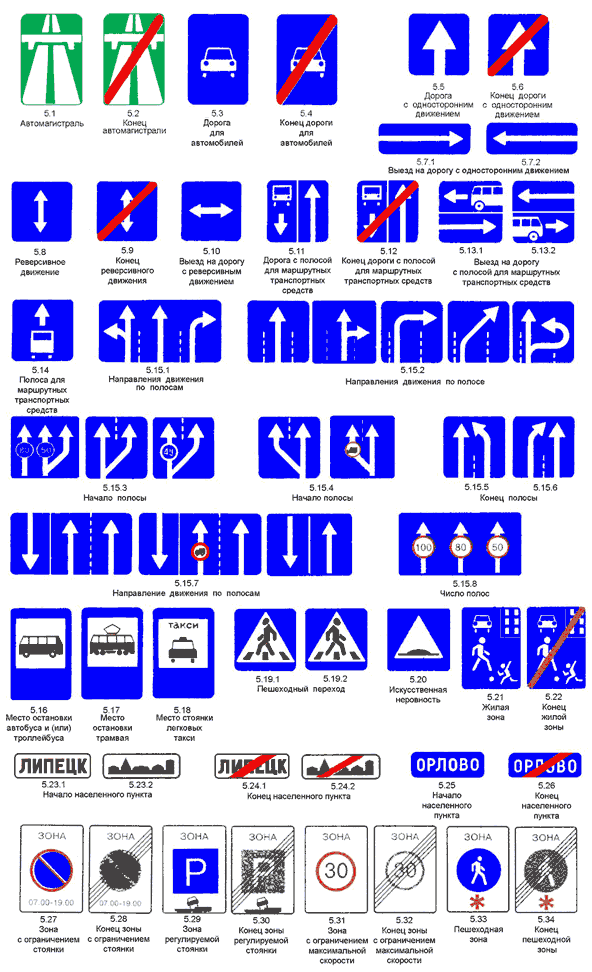 5.1
Автомагистраль
5.2
Конец
автомагистрали
5.3
Дорога
для
автомобилей
5.4
Конец дороги
для
автомобилей
5.5
Дорога
с односторонним
движением
5.6
Конец дороги
с односторонним
движением
5.7.1 5.7.2
Выезд на дорогу с односторонним движением
5.8
Реверсивное
движение
5.9
Конец
реверсивного
движения
5.10
Выезд на дорогу
с реверсивным
движением
5.11
Дорога с полосой
для маршрутных
транспортных
средств
5.12
Конец дороги с полосой
для маршрутных
транспортных средств
5.13.1 5.13.2
Выезд на дорогу
с полосой для маршрутных
транспортных средств
5.14
Полоса для
маршрутных
транспортных
средств
5.15.1
Направления движения
по полосам
5.15.2
Направления движения по полосе
50
5.15.3
Начало полосы
5.15.4
Начало полосы
5.15.5 5.15.6
Конец полосы
5.15.7
Направление движения по полосам
100 80 50
5.15.8
Число полос
5.16
Место остановки
автобуса и (или)
троллейбуса
5.17
Место
остановки
трамвая
такси
5.18
Место стоянки
легковых
такси
5.19.1 5.19.2
Пешеходный переход
5.20
Искусственная
неровность
5.21
Жилая
зона
5.22
Конец
жилой
зоны
ЛИПЕЦК
5.23.1 5.23.2
Начало населенного пункта
ЛИПЕЦК
5.24.1 5.24.2
Конец населенного пункта
ОРЛОВО
5.25
Начало
населенного
пункта
ОРЛОВО
5.26
Конец
населенного
пункта
ЗОНА
07.00-19.00
5.27
Зона
с ограничением
стоянки
ЗОНА
07.00-19.00
5.28
Конец зоны
с ограничением
стоянки
ЗОНА
P
5.29
Зона
регулируемой
стоянки
ЗОНА
P
5.30
Конец зоны
регулируемой
стоянки
ЗОНА
30
5.31
Зона
с ограничением
максимальной
скорости
ЗОНА
30
5.32
Конец зоны
с ограничением
максимальной
скорости
ЗОНА
5.33
Пешеходная
зона
ЗОНА
5.34
Конец
пешеходной
зоны